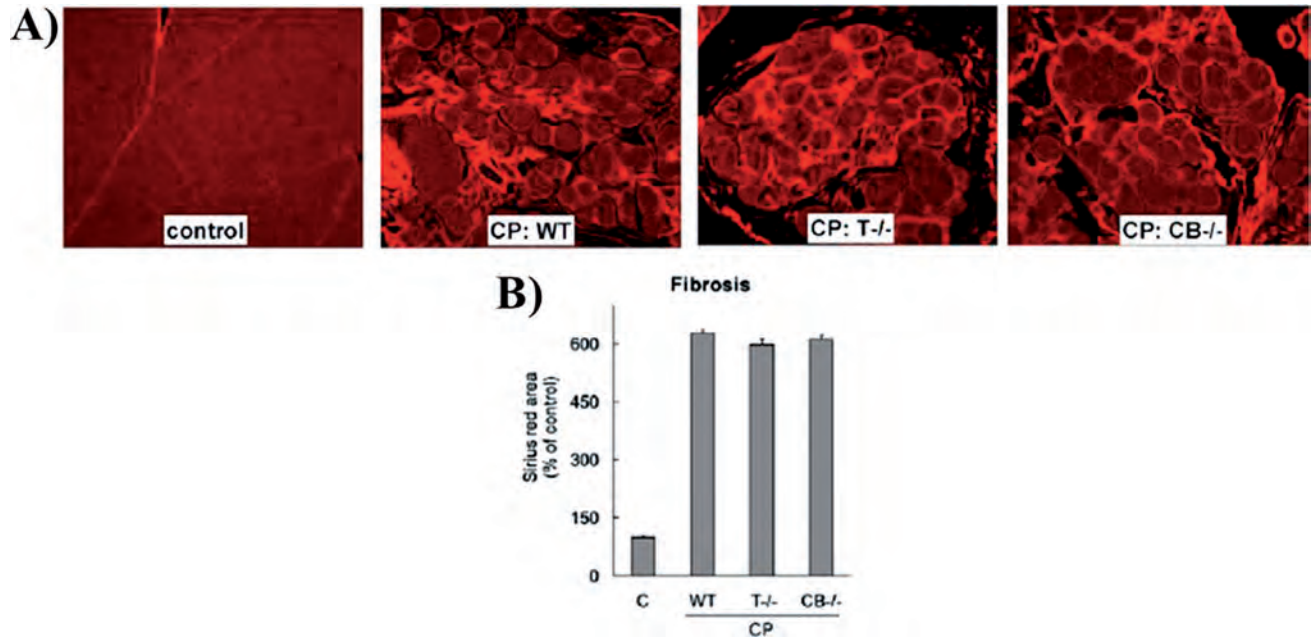 A)
control
CP: WT
CP: T-/-
CP: CB-/-
B)
Fibrosis
Sirius red area
(% of control)
600
450
300
150
0
C WT T-/- CB-/-
CP